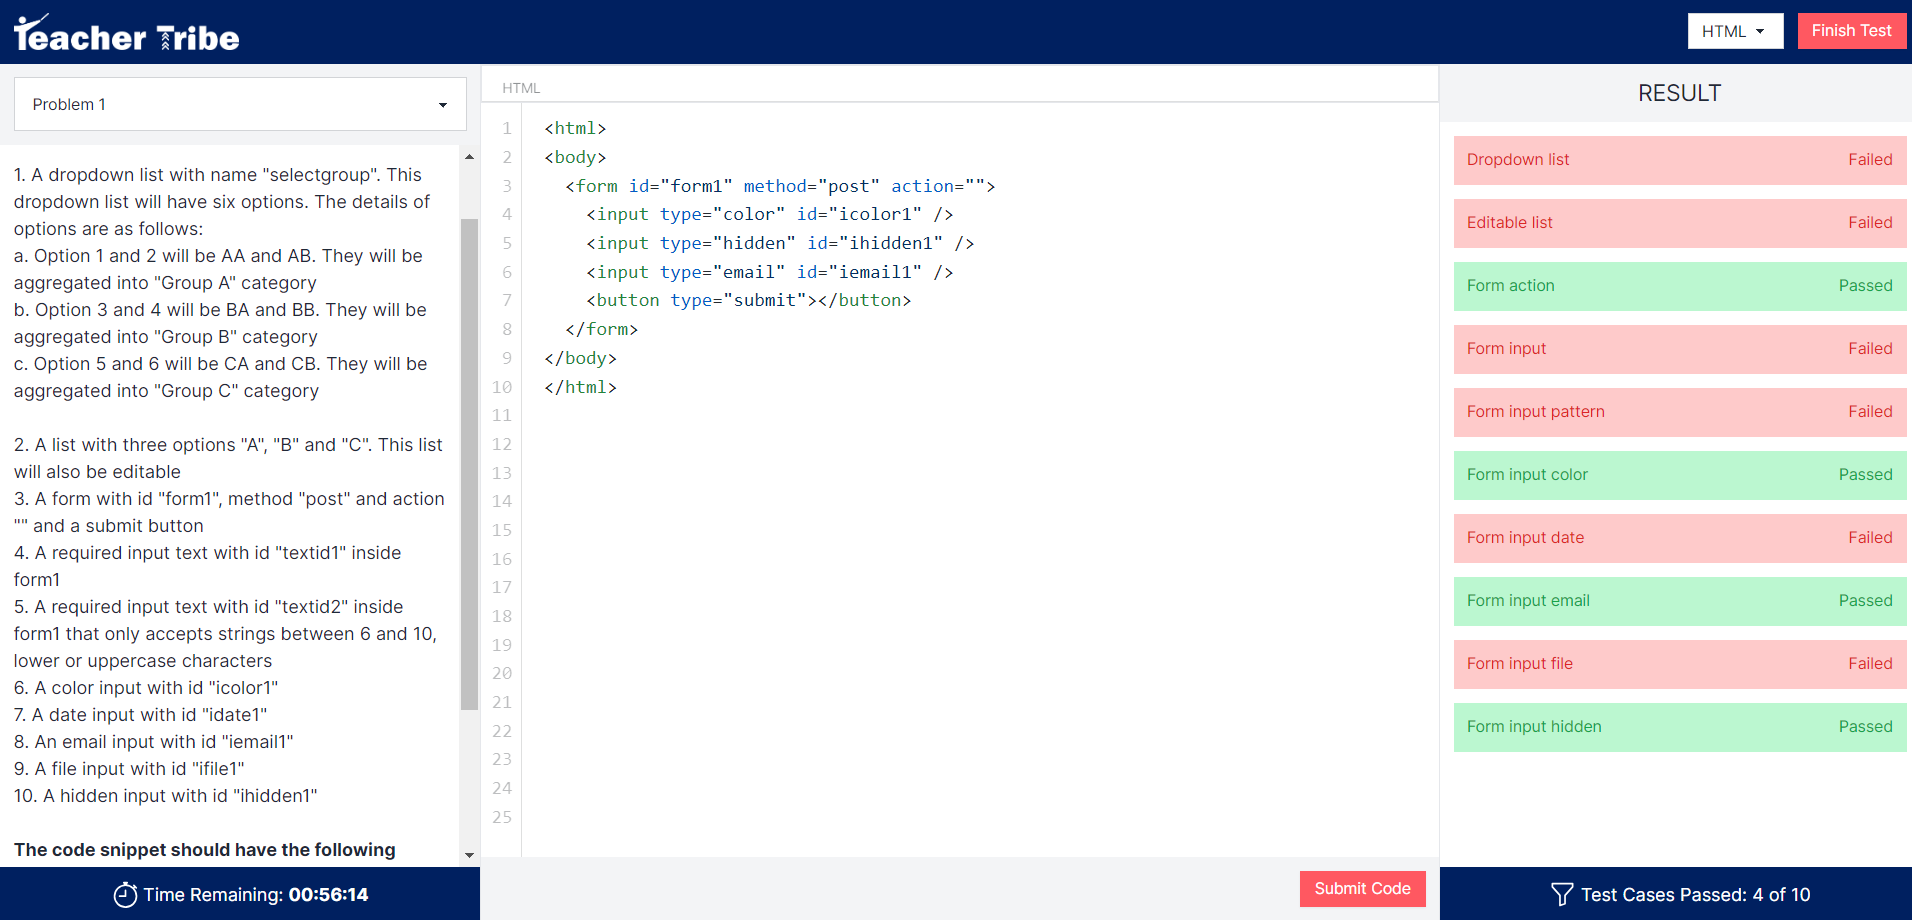 Teacher Tribe
HTML
Finish Test
Problem 1
1. A dropdown list with name "selectgroup". This
dropdown list will have six options. The details of
options are as follows:
a. Option 1 and 2 will be AA and AB. They will be
aggregated into "Group A" category
b. Option 3 and 4 will be BA and BB. They will be
aggregated into "Group B" category
c. Option 5 and 6 will be CA and CB. They will be
aggregated into "Group C" category
2. A list with three options "A", "B" and "C". This list
will also be editable
3. A form with id "form1", method "post" and action
"" and a submit button
4. A required input text with id "textid1" inside
form1
5. A required input text with id "textid2" inside
form1 that only accepts strings between 6 and 10,
lower or uppercase characters
6. A color input with id "icolor1"
7. A date input with id "idate1"
8. An email input with id "iemail1"
9. A file input with id "ifile1"
10. A hidden input with id "ihidden1"
The code snippet should have the following
Time Remaining: 00:56:14
HTML
1 <html>
2 <body>
3 <form id="form1" method="post" action="">
4 <input type="color" id="icolor1" />
5 <input type="hidden" id="ihidden1" />
6 <input type="email" id="iemail1" />
7 <button type="submit"></button>
8 </form>
9 </body>
10 </html>
11
12
13
14
15
16
17
18
19
20
21
22
23
24
25
Submit Code
RESULT
Dropdown list Failed
Editable list Failed
Form action Passed
Form input Failed
Form input pattern Failed
Form input color Passed
Form input date Failed
Form input email Passed
Form input file Failed
Form input hidden Passed
Test Cases Passed: 4 of 10